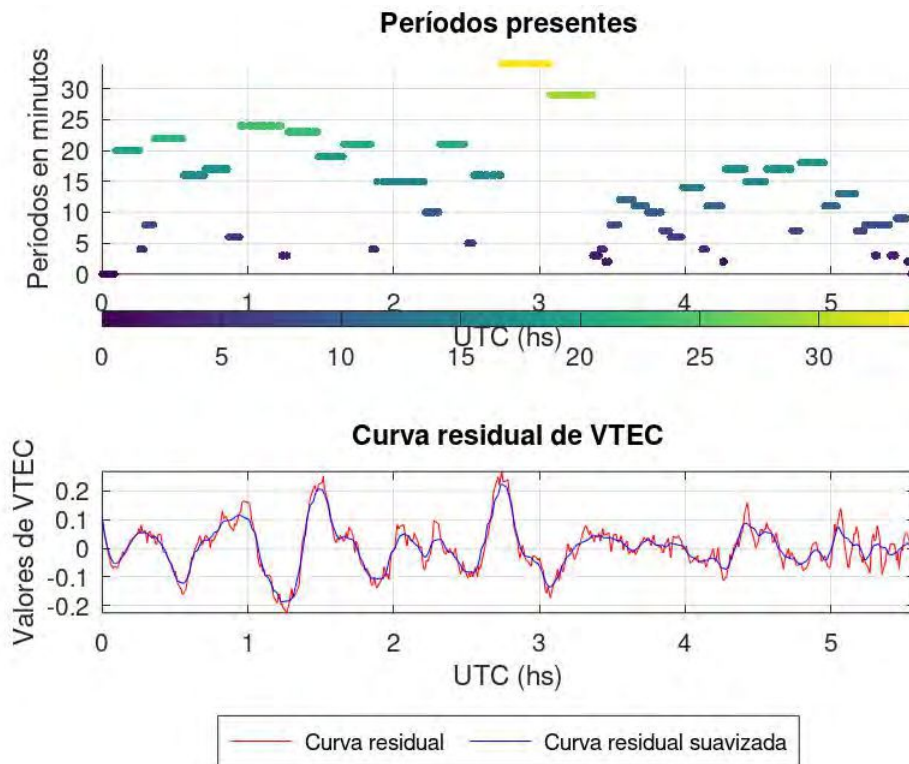 Períodos presentes
Períodos en minutos
30
25
20
15
10
5
0
0 1 2 3 4 5
UTC (hs)
0 5 10 15 20 25 30
Curva residual de VTEC
Valores de VTEC
0.2
0.1
0
-0.1
-0.2
0 1 2 3 4 5
UTC (hs)
Curva residual Curva residual suavizada